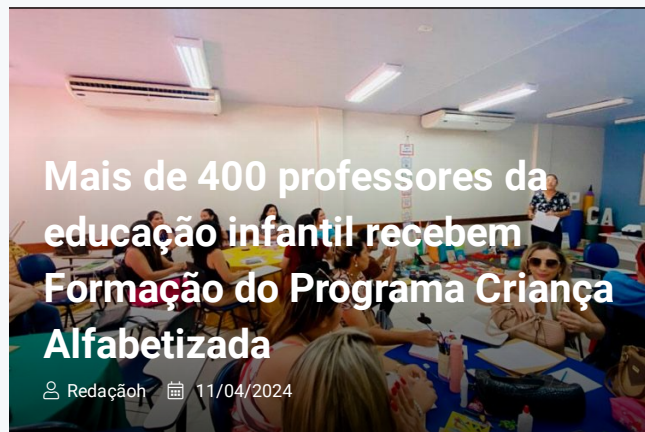 Mais de 400 professores da
educação infantil recebem
Formação do Programa Criança
Alfabetizada
Redaçãoh 11/04/2024